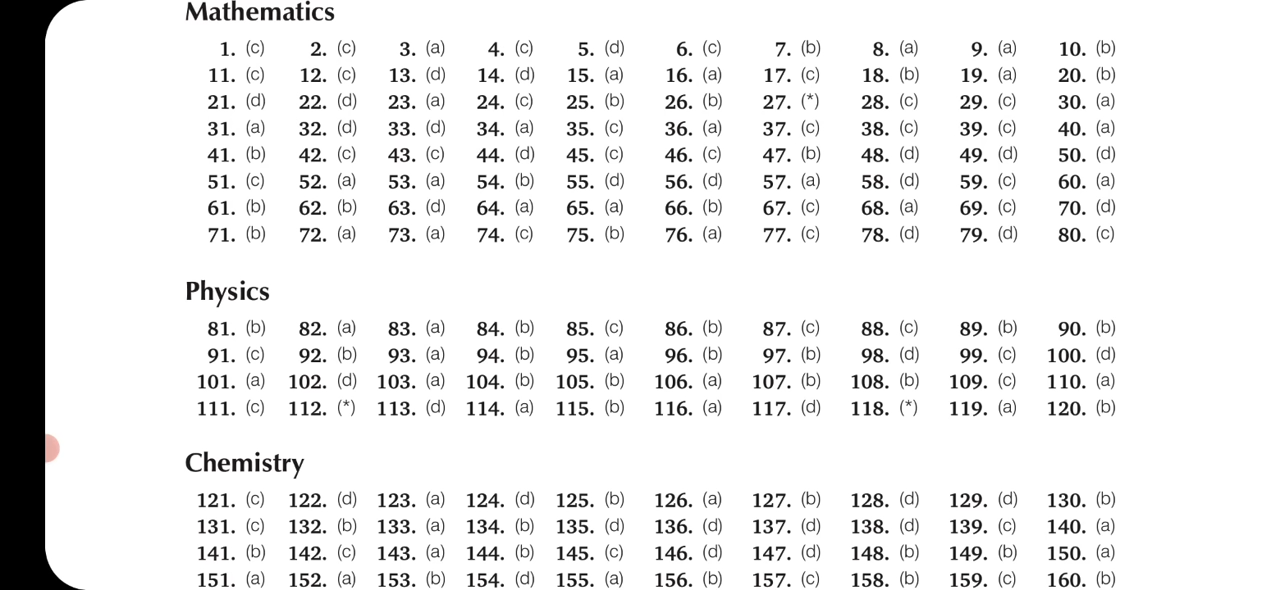 Mathematics
1. (c) 2. (c) 3. (a) 4. (c) 5. (d) 6. (c) 7. (b) 8. (a) 9. (a) 10. (b)
11. (c) 12. (c) 13. (d) 14. (d) 15. (a) 16. (a) 17. (c) 18. (b) 19. (a) 20. (b)
21. (d) 22. (d) 23. (a) 24. (c) 25. (b) 26. (b) 27. (*) 28. (c) 29. (c) 30. (a)
31. (a) 32. (d) 33. (d) 34. (a) 35. (c) 36. (a) 37. (c) 38. (c) 39. (c) 40. (a)
41. (b) 42. (c) 43. (c) 44. (d) 45. (c) 46. (c) 47. (b) 48. (d) 49. (d) 50. (d)
51. (c) 52. (a) 53. (a) 54. (b) 55. (d) 56. (d) 57. (a) 58. (d) 59. (c) 60. (a)
61. (b) 62. (b) 63. (d) 64. (a) 65. (a) 66. (b) 67. (c) 68. (a) 69. (c) 70. (d)
71. (b) 72. (a) 73. (a) 74. (c) 75. (b) 76. (a) 77. (c) 78. (d) 79. (d) 80. (c)
Physics
81. (b) 82. (a) 83. (a) 84. (b) 85. (c) 86. (b) 87. (c) 88. (c) 89. (b) 90. (b)
91. (c) 92. (b) 93. (a) 94. (b) 95. (a) 96. (b) 97. (b) 98. (d) 99. (c) 100. (d)
101. (a) 102. (d) 103. (a) 104. (b) 105. (b) 106. (a) 107. (b) 108. (b) 109. (c) 110. (a)
111. (c) 112. (*) 113. (d) 114. (a) 115. (b) 116. (a) 117. (d) 118. (*) 119. (a) 120. (b)
Chemistry
121. (c) 122. (d) 123. (a) 124. (d) 125. (b) 126. (a) 127. (b) 128. (d) 129. (d) 130. (b)
131. (c) 132. (b) 133. (a) 134. (b) 135. (d) 136. (d) 137. (d) 138. (d) 139. (c) 140. (a)
141. (b) 142. (c) 143. (a) 144. (b) 145. (c) 146. (d) 147. (d) 148. (b) 149. (b) 150. (a)
151. (a) 152. (a) 153. (b) 154. (d) 155. (a) 156. (b) 157. (c) 158. (b) 159. (c) 160. (b)